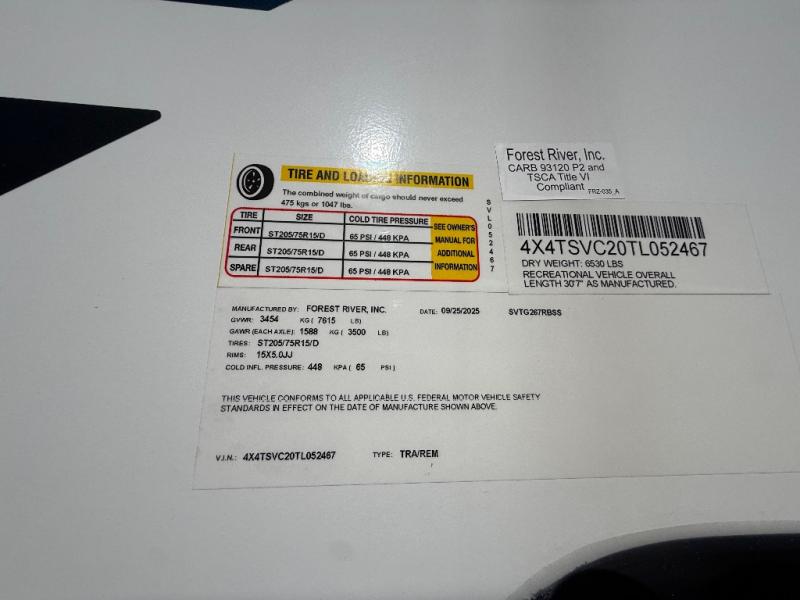 TIRE AND LOADING INFORMATION
The combined weight of cargo should never exceed
475 kgs or 1047 lbs.
TIRE SIZE COLD TIRE PRESSURE
FRONT ST205/75R15/D 65 PSI / 448 KPA
REAR ST205/75R15/D 65 PSI / 448 KPA
SPARE ST205/75R15/D 65 PSI / 448 KPA
SEE OWNER'S
MANUAL FOR
ADDITIONAL
INFORMATION
SVL052467
Forest River, Inc.
CARB 93120 P2 and
TSCA Title VI
Compliant FRZ-035_A
4X4TSVC20TL052467
DRY WEIGHT: 6530 LBS
RECREATIONAL VEHICLE OVERALL
LENGTH 30'7" AS MANUFACTURED.
MANUFACTURED BY: FOREST RIVER, INC. DATE: 09/25/2025 SVTG267RBSS
GVWR: 3454 KG ( 7615 LB)
GAWR (EACH AXLE): 1588 KG ( 3500 LB)
TIRES: ST205/75R15/D
RIMS: 15X5.0JJ
COLD INFL. PRESSURE: 448 KPA ( 65 PSI )
THIS VEHICLE CONFORMS TO ALL APPLICABLE U.S. FEDERAL MOTOR VEHICLE SAFETY
STANDARDS IN EFFECT ON THE DATE OF MANUFACTURE SHOWN ABOVE.
V.I.N.: 4X4TSVC20TL052467 TYPE: TRA/REM